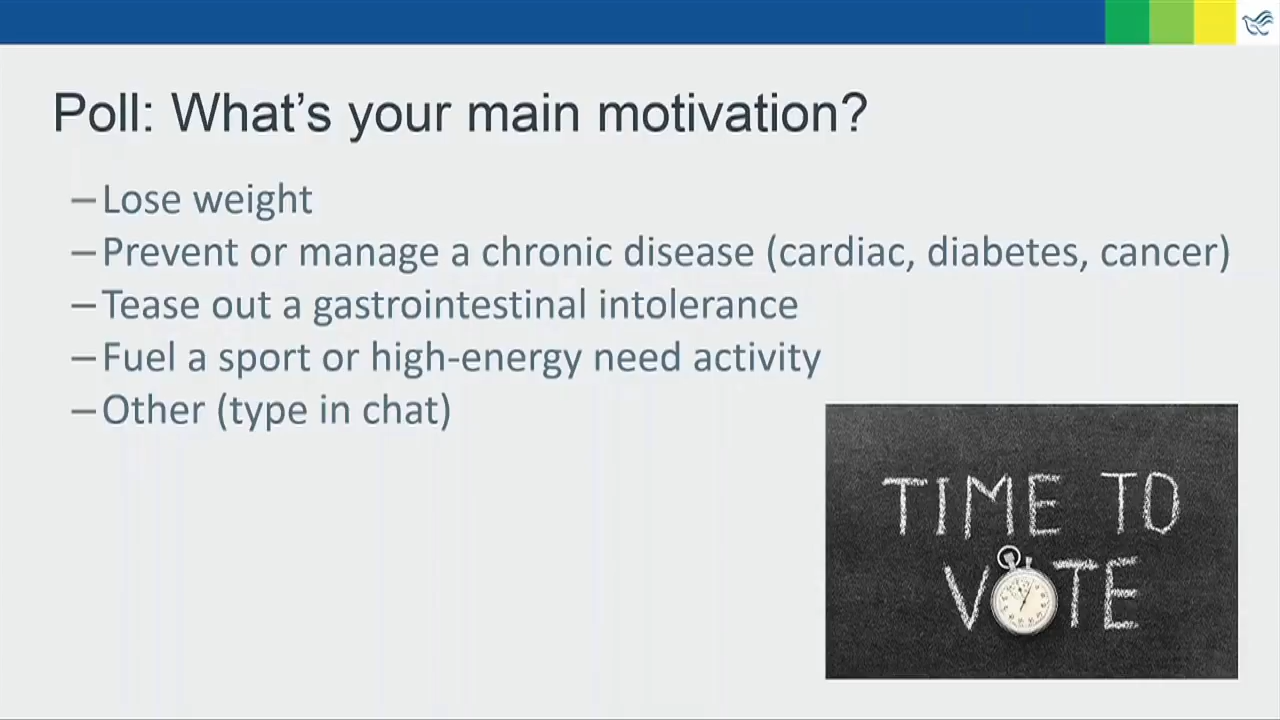 Poll: What's your main motivation?
–Lose weight
–Prevent or manage a chronic disease (cardiac, diabetes, cancer)
–Tease out a gastrointestinal intolerance
–Fuel a sport or high-energy need activity
–Other (type in chat)
TIME TO
VOTE